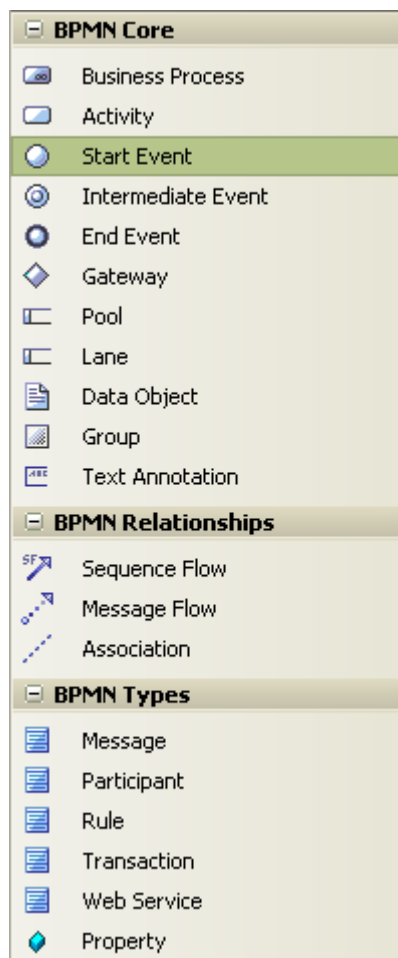 BPMN Core
Business Process
Activity
Start Event
Intermediate Event
End Event
Gateway
Pool
Lane
Data Object
Group
Text Annotation
BPMN Relationships
SF Sequence Flow
Message Flow
Association
BPMN Types
Message
Participant
Rule
Transaction
Web Service
Property